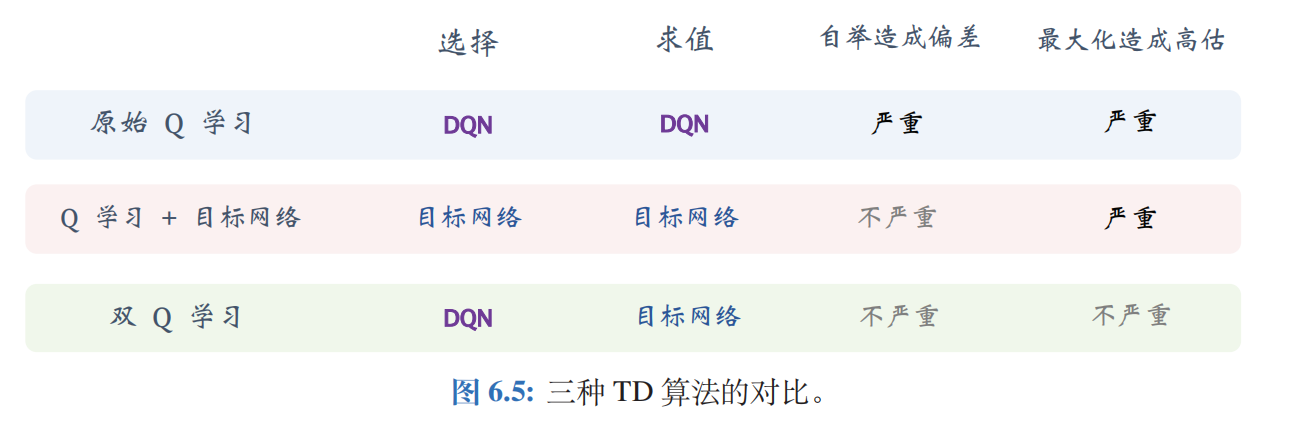 选择 求值 自举造成偏差 最大化造成高估
原始 Q 学习 DQN DQN 严重 严重
Q 学习 + 目标网络 目标网络 目标网络 不严重 严重
双 Q 学习 DQN 目标网络 不严重 不严重
图 6.5: 三种 TD 算法的对比。